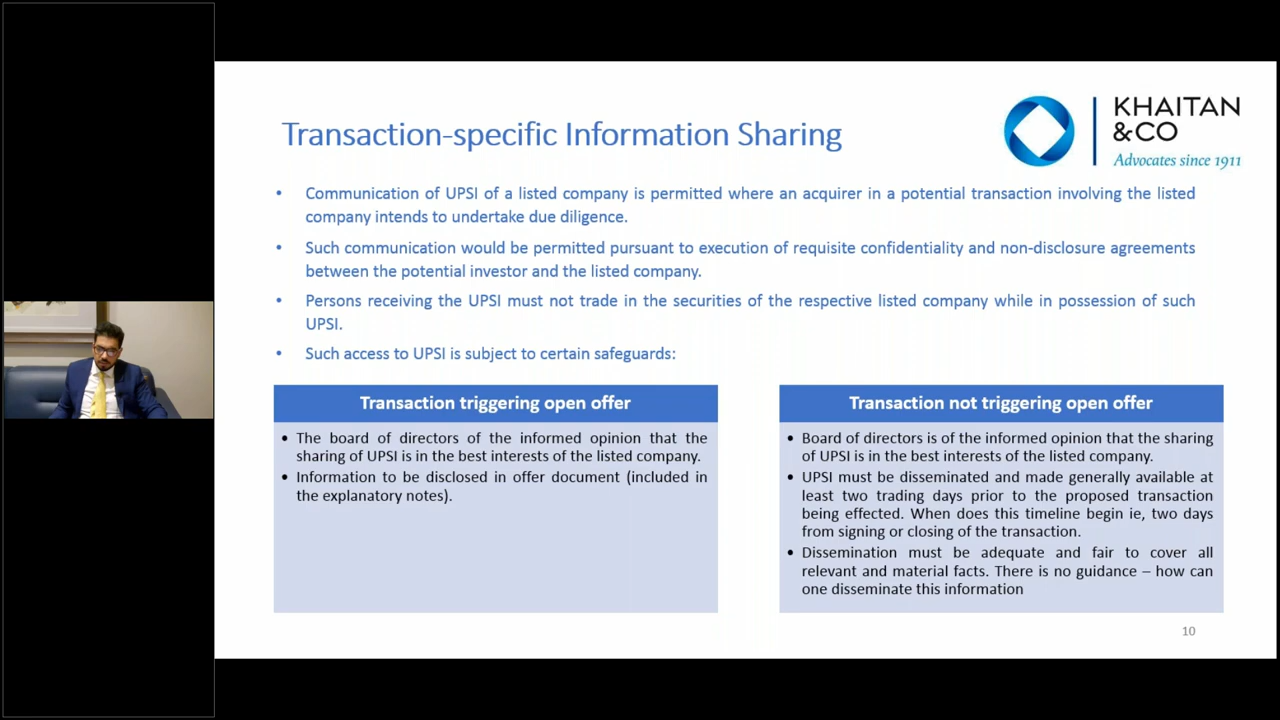 KHAITAN
&CO
Advocates since 1911
Transaction-specific Information Sharing
• Communication of UPSI of a listed company is permitted where an acquirer in a potential transaction involving the listed
company intends to undertake due diligence.
• Such communication would be permitted pursuant to execution of requisite confidentiality and non-disclosure agreements
between the potential investor and the listed company.
• Persons receiving the UPSI must not trade in the securities of the respective listed company while in possession of such
UPSI.
• Such access to UPSI is subject to certain safeguards:
Transaction triggering open offer
• The board of directors of the informed opinion that the
sharing of UPSI is in the best interests of the listed company.
• Information to be disclosed in offer document (included in
the explanatory notes).
Transaction not triggering open offer
• Board of directors is of the informed opinion that the sharing
of UPSI is in the best interests of the listed company.
• UPSI must be disseminated and made generally available at
least two trading days prior to the proposed transaction
being effected. When does this timeline begin ie, two days
from signing or closing of the transaction.
• Dissemination must be adequate and fair to cover all
relevant and material facts. There is no guidance – how can
one disseminate this information
10